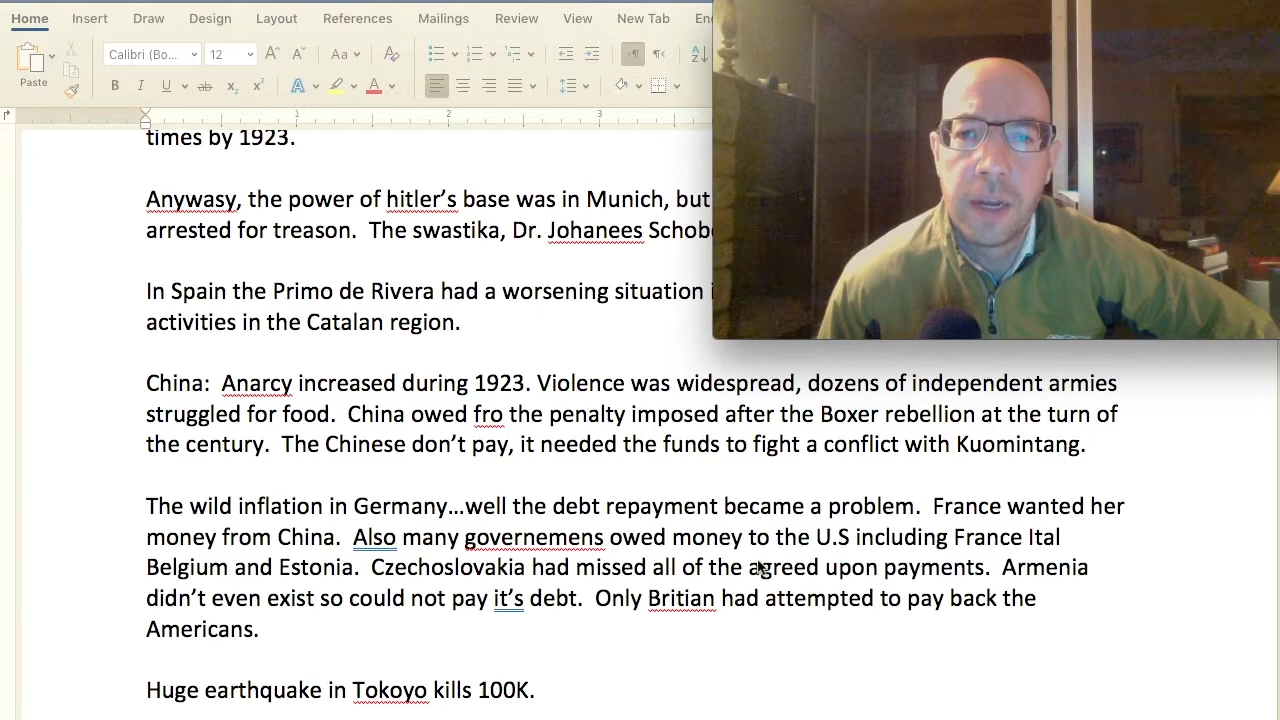 Home Insert Draw Design Layout References Mailings Review View New Tab
Paste Calibri (Bo... 12 Aa
B I U ab x₂ x² A A
1 2 3
times by 1923.
Anywasy, the power of hitler's base was in Munich, but
arrested for treason. The swastika, Dr. Johanees
In Spain the Primo de Rivera had a worsening situation
activities in the Catalan region.
China: Anarcy increased during 1923. Violence was widespread, dozens of independent armies
struggled for food. China owed fro the penalty imposed after the Boxer rebellion at the turn of
the century. The Chinese don't pay, it needed the funds to fight a conflict with Kuomintang.
The wild inflation in Germany...well the debt repayment became a problem. France wanted her
money from China. Also many governemens owed money to the U.S including France Ital
Belgium and Estonia. Czechoslovakia had missed all of the agreed upon payments. Armenia
didn't even exist so could not pay it's debt. Only Britian had attempted to pay back the
Americans.
Huge earthquake in Tokoyo kills 100K.